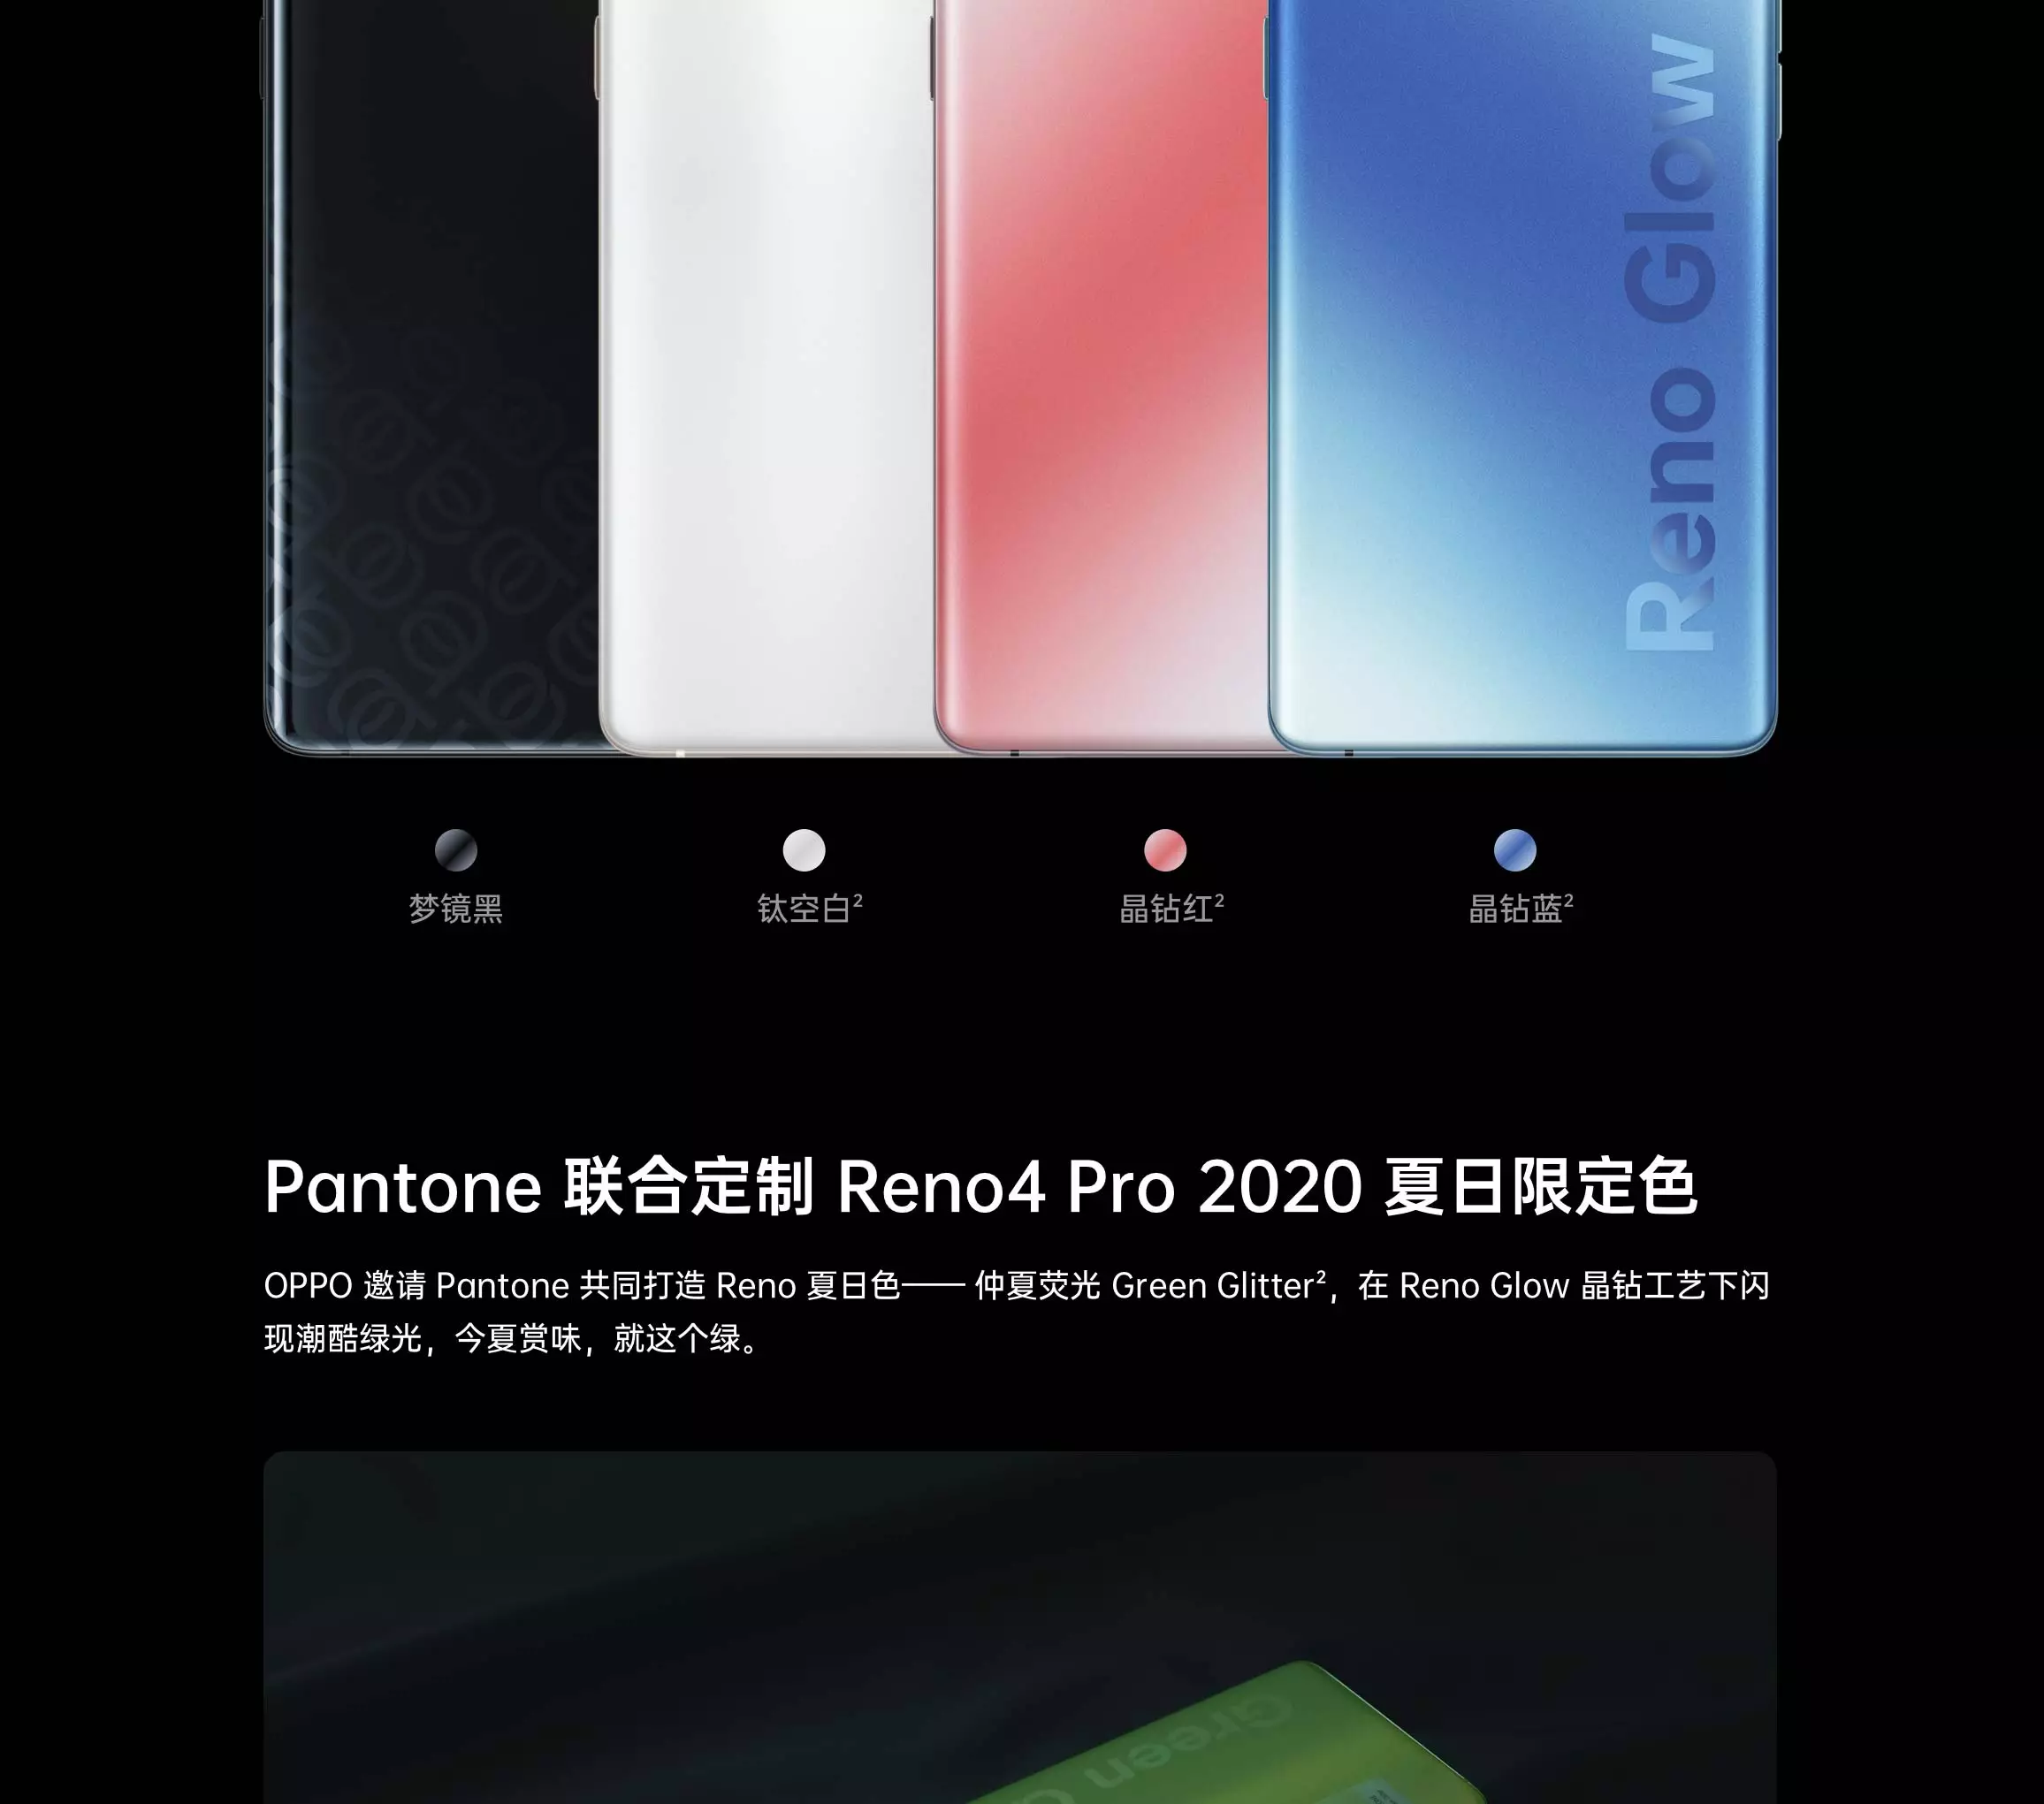 Reno Glow
梦镜黑
钛空白²
晶钻红²
晶钻蓝²
Pantone 联合定制 Reno4 Pro 2020 夏日限定色
OPPO 邀请 Pantone 共同打造 Reno 夏日色—— 仲夏荧光 Green Glitter²，在 Reno Glow 晶钻工艺下闪
现潮酷绿光，今夏赏味，就这个绿。
Green G